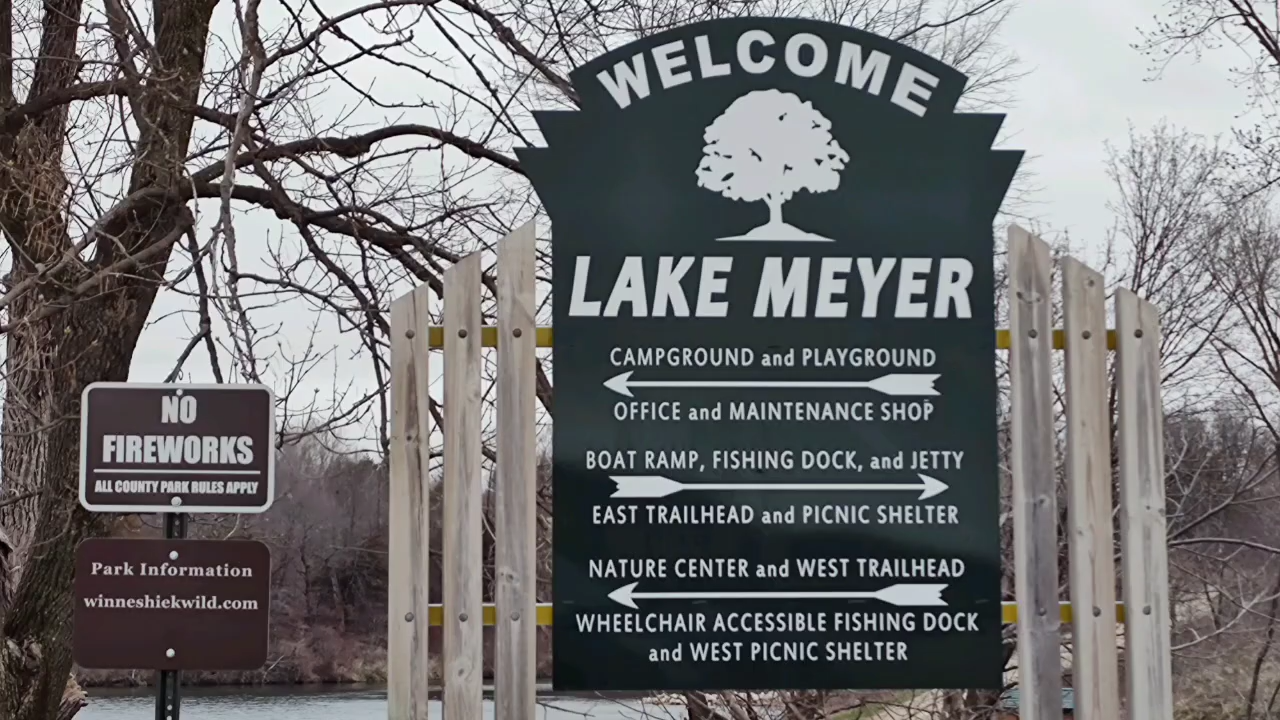 WELCOME
LAKE MEYER
CAMPGROUND and PLAYGROUND
OFFICE and MAINTENANCE SHOP
BOAT RAMP, FISHING DOCK, and JETTY
EAST TRAILHEAD and PICNIC SHELTER
NATURE CENTER and WEST TRAILHEAD
WHEELCHAIR ACCESSIBLE FISHING DOCK
and WEST PICNIC SHELTER
NO
FIREWORKS
ALL COUNTY PARK RULES APPLY
Park Information
winneshiekwild.com